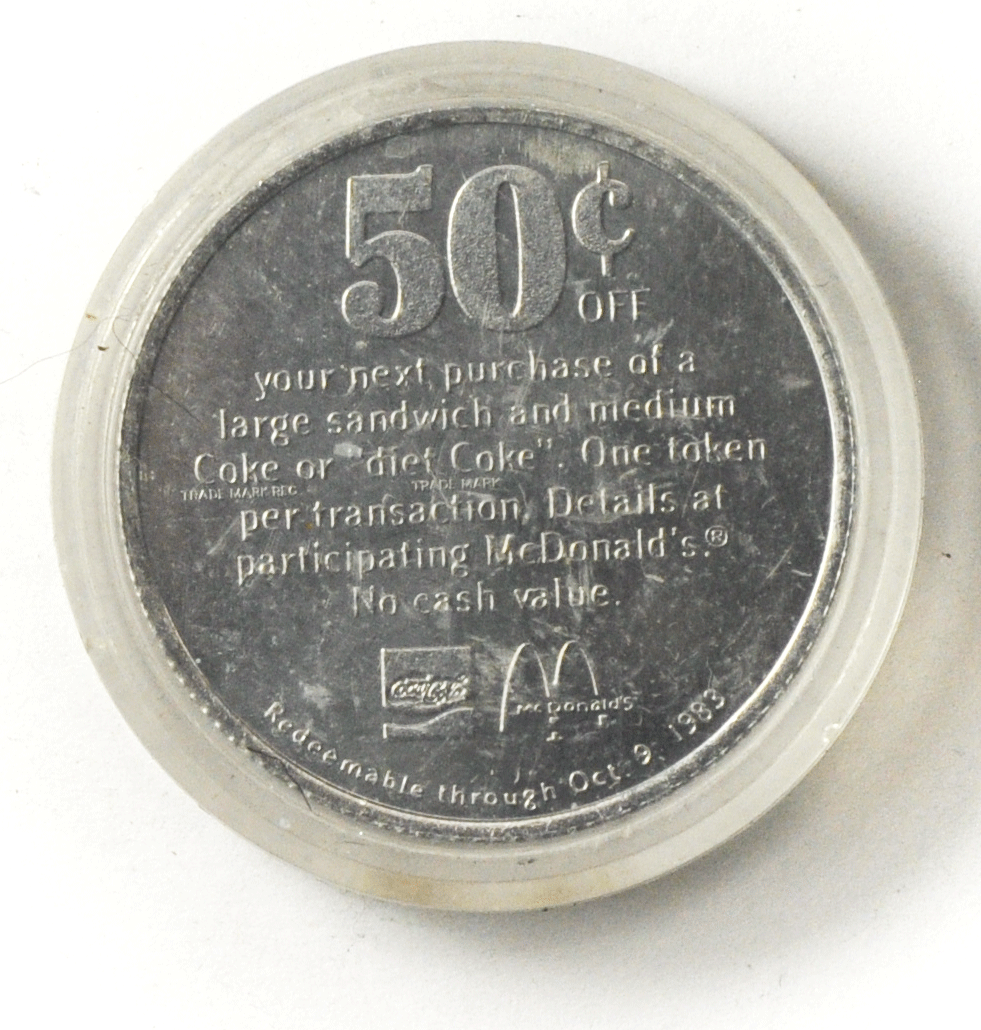 50¢
OFF
your next purchase of a
large sandwich and medium
Coke or "diet Coke". One token
TRADE MARK REG TRADE MARK
per transaction. Details at
participating McDonald's.®
No cash value.
Coca-Cola
McDonald's
Redeemable through Oct. 9, 1983